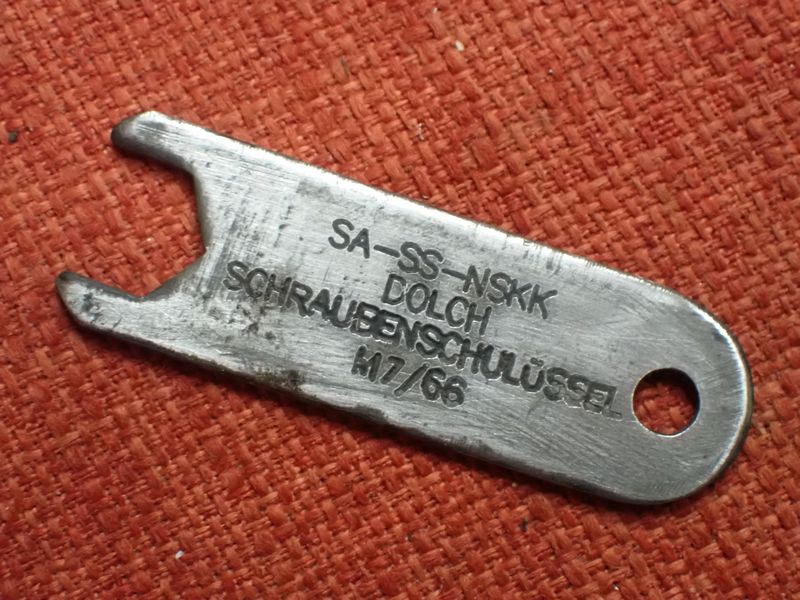 SA-SS-NSKK
DOLCH
SCHRAUBENSCHULÜSSEL
M7/66